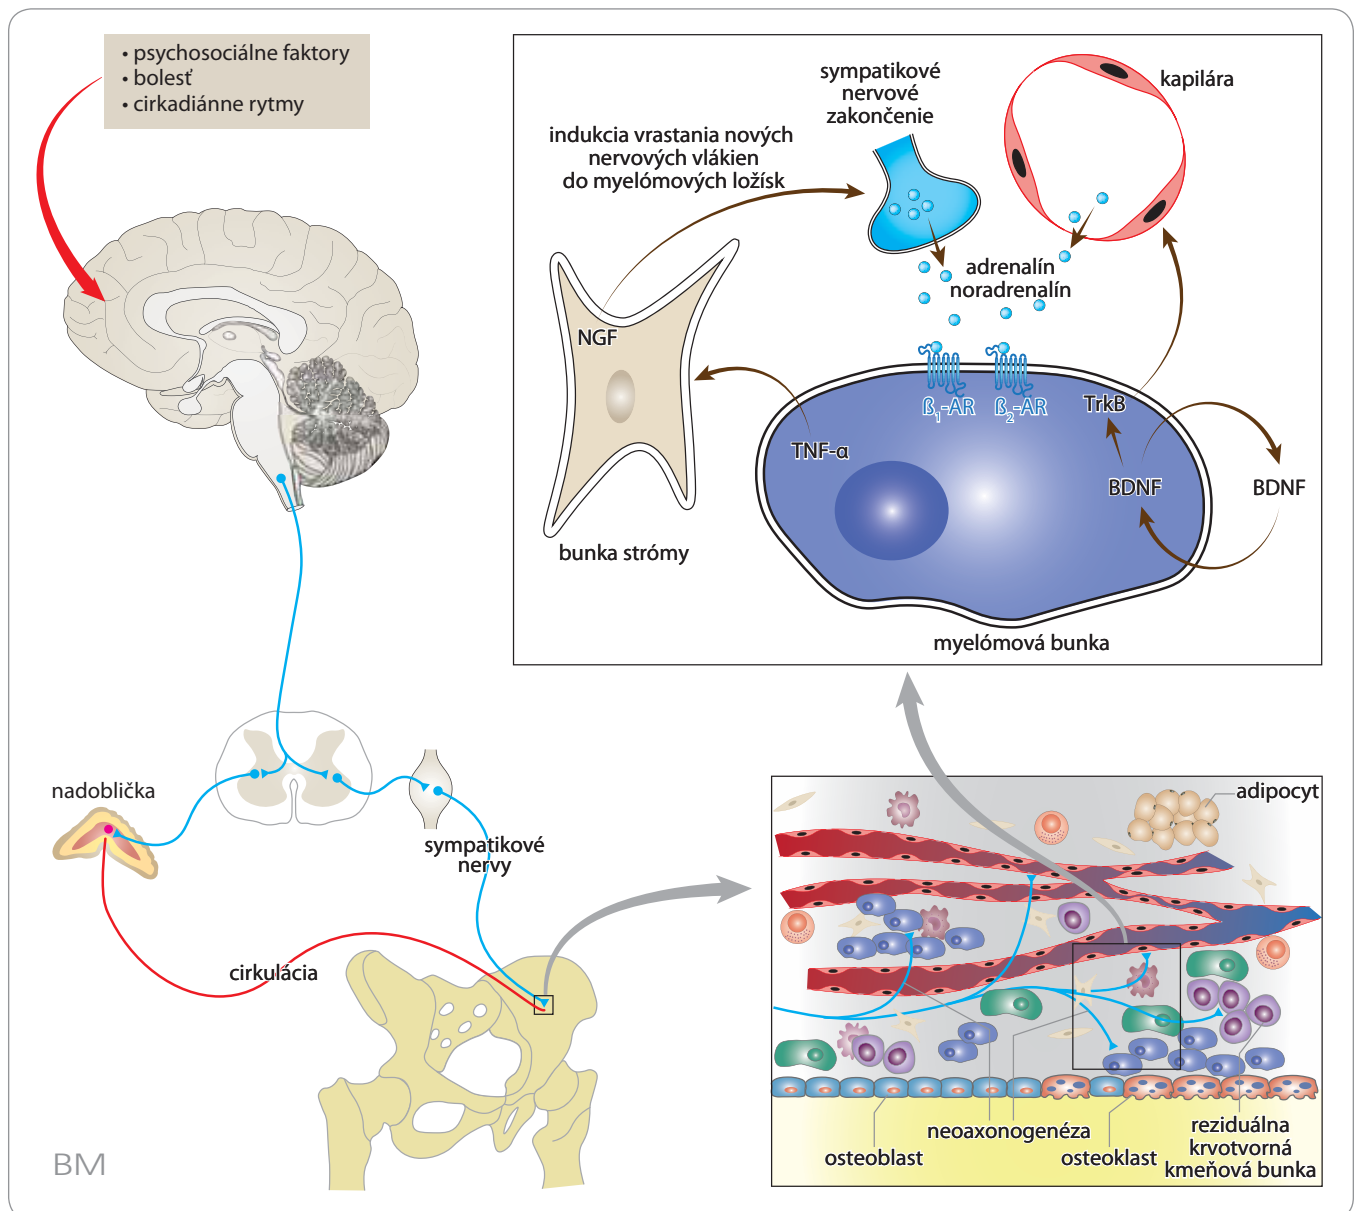 • psychosociálne faktory
• bolesť
• cirkadiánne rytmy
indukcia vrastania nových
nervových vlákien
do myelómových ložísk
sympatikové
nervové
zakončenie
kapilára
adrenalín
noradrenalín
NGF
ß1-AR
ß2-AR
TrkB
TNF-α
BDNF
BDNF
bunka strómy
myelómová bunka
nadoblička
sympatikové
nervy
cirkulácia
adipocyt
neoaxonogenéza
osteoblast
osteoklast
reziduálna
krvotvorná
kmeňová bunka
BM